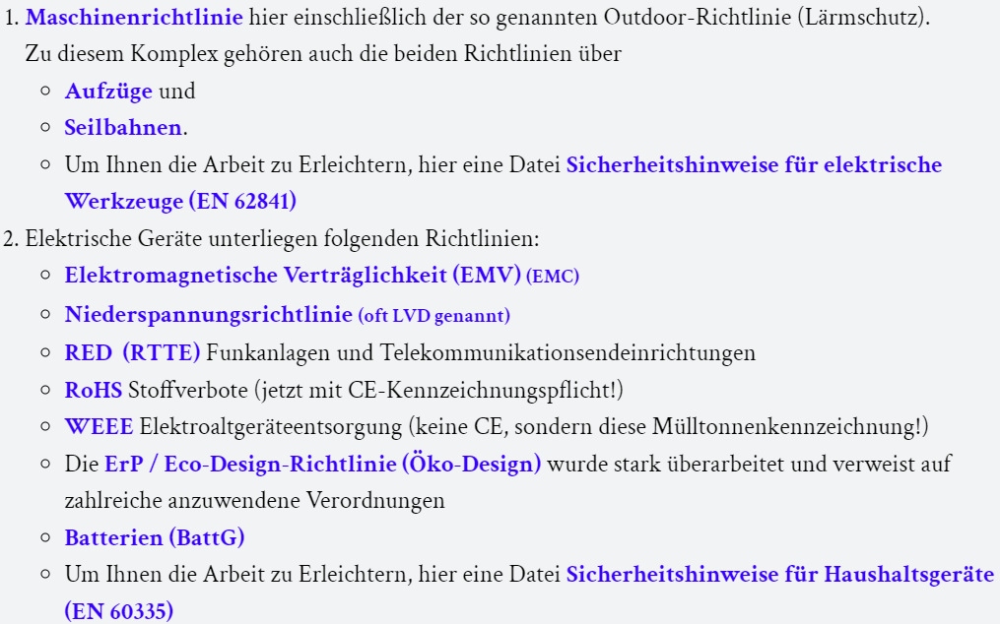 1. Maschinenrichtlinie hier einschließlich der so genannten Outdoor-Richtlinie (Lärmschutz).
Zu diesem Komplex gehören auch die beiden Richtlinien über
○ Aufzüge und
○ Seilbahnen.
○ Um Ihnen die Arbeit zu Erleichtern, hier eine Datei Sicherheitshinweise für elektrische
Werkzeuge (EN 62841)
2. Elektrische Geräte unterliegen folgenden Richtlinien:
○ Elektromagnetische Verträglichkeit (EMV) (EMC)
○ Niederspannungsrichtlinie (oft LVD genannt)
○ RED (RTTE) Funkanlagen und Telekommunikationsendeinrichtungen
○ RoHS Stoffverbote (jetzt mit CE-Kennzeichnungspflicht!)
○ WEEE Elektroaltgeräteentsorgung (keine CE, sondern diese Mülltonnenkennzeichnung!)
○ Die ErP / Eco-Design-Richtlinie (Öko-Design) wurde stark überarbeitet und verweist auf
zahlreiche anzuwendene Verordnungen
○ Batterien (BattG)
○ Um Ihnen die Arbeit zu Erleichtern, hier eine Datei Sicherheitshinweise für Haushaltsgeräte
(EN 60335)